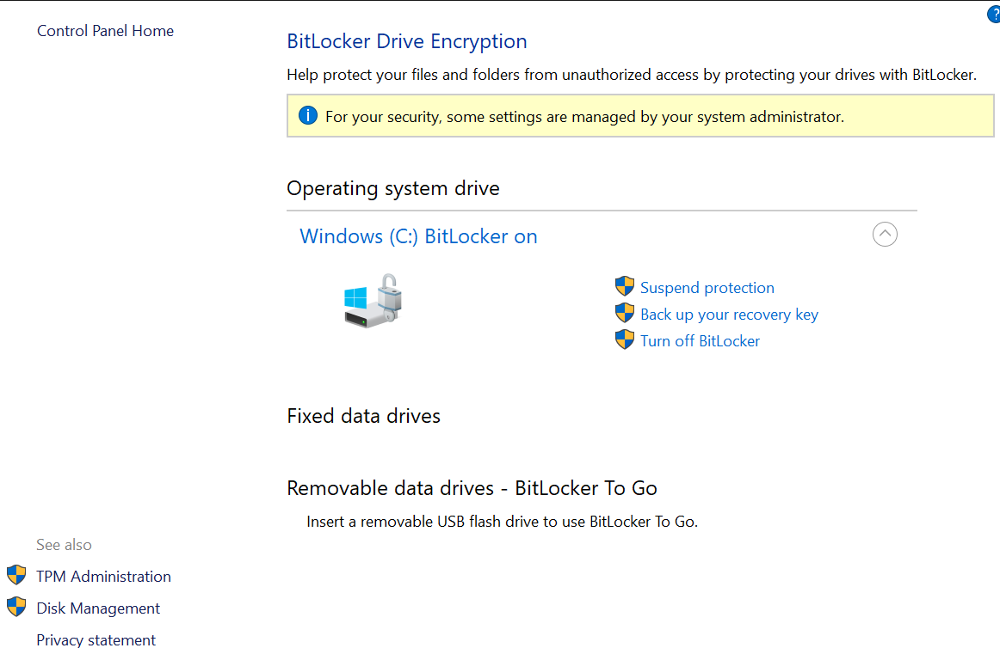 ?
Control Panel Home
BitLocker Drive Encryption
Help protect your files and folders from unauthorized access by protecting your drives with BitLocker.
For your security, some settings are managed by your system administrator.
Operating system drive
Windows (C:) BitLocker on
Suspend protection
Back up your recovery key
Turn off BitLocker
Fixed data drives
Removable data drives - BitLocker To Go
Insert a removable USB flash drive to use BitLocker To Go.
See also
TPM Administration
Disk Management
Privacy statement